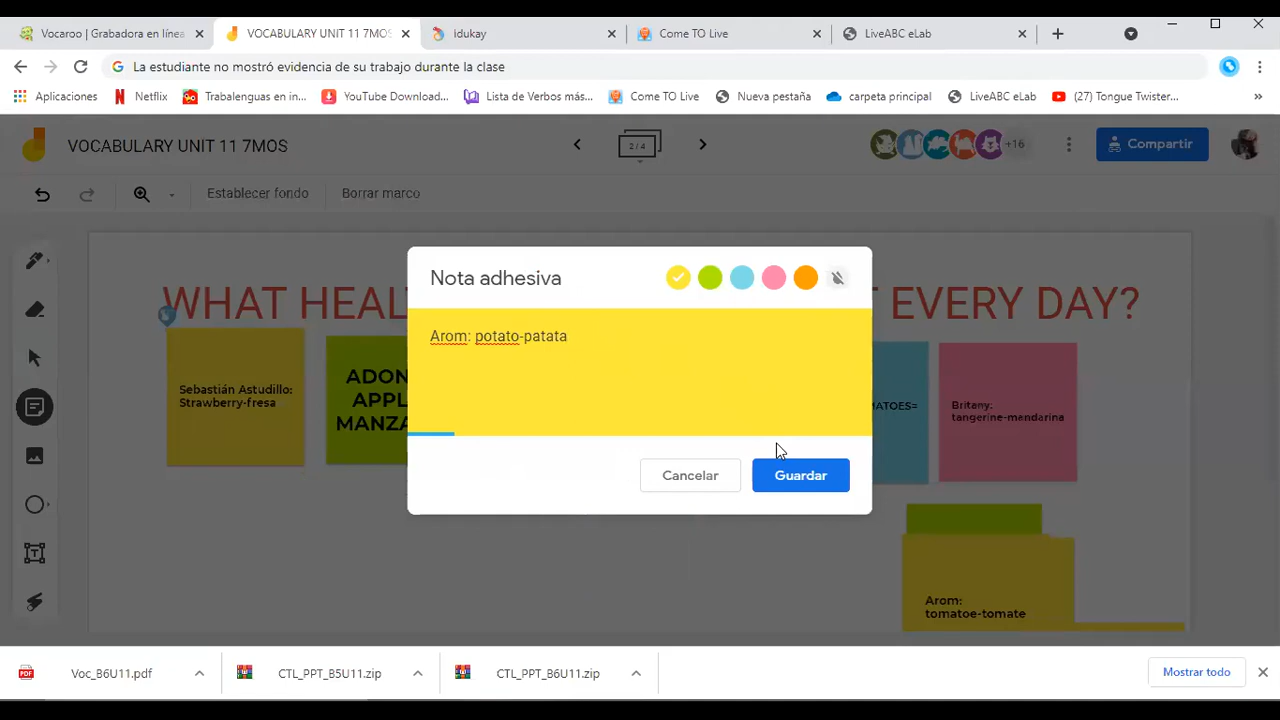 Vocaroo | Grabadora en línea
VOCABULARY UNIT 11 7MOS
idukay
Come TO Live
LiveABC eLab
La estudiante no mostró evidencia de su trabajo durante la clase
Aplicaciones
Netflix
Trabalenguas en in...
YouTube Download...
Lista de Verbos más...
Come TO Live
Nueva pestaña
carpeta principal
LiveABC eLab
(27) Tongue Twister...
»
VOCABULARY UNIT 11 7MOS
2 / 4
+16
Compartir
Establecer fondo
Borrar marco
WHAT HEAL
T EVERY DAY?
Nota adhesiva
Arom: potato-patata
Cancelar
Guardar
Sebastián Astudillo:
Strawberry-fresa
ADON
APPL
MANZA
MATOES=
Britany:
tangerine-mandarina
Arom:
tomatoe-tomate
Voc_B6U11.pdf
CTL_PPT_B5U11.zip
CTL_PPT_B6U11.zip
Mostrar todo